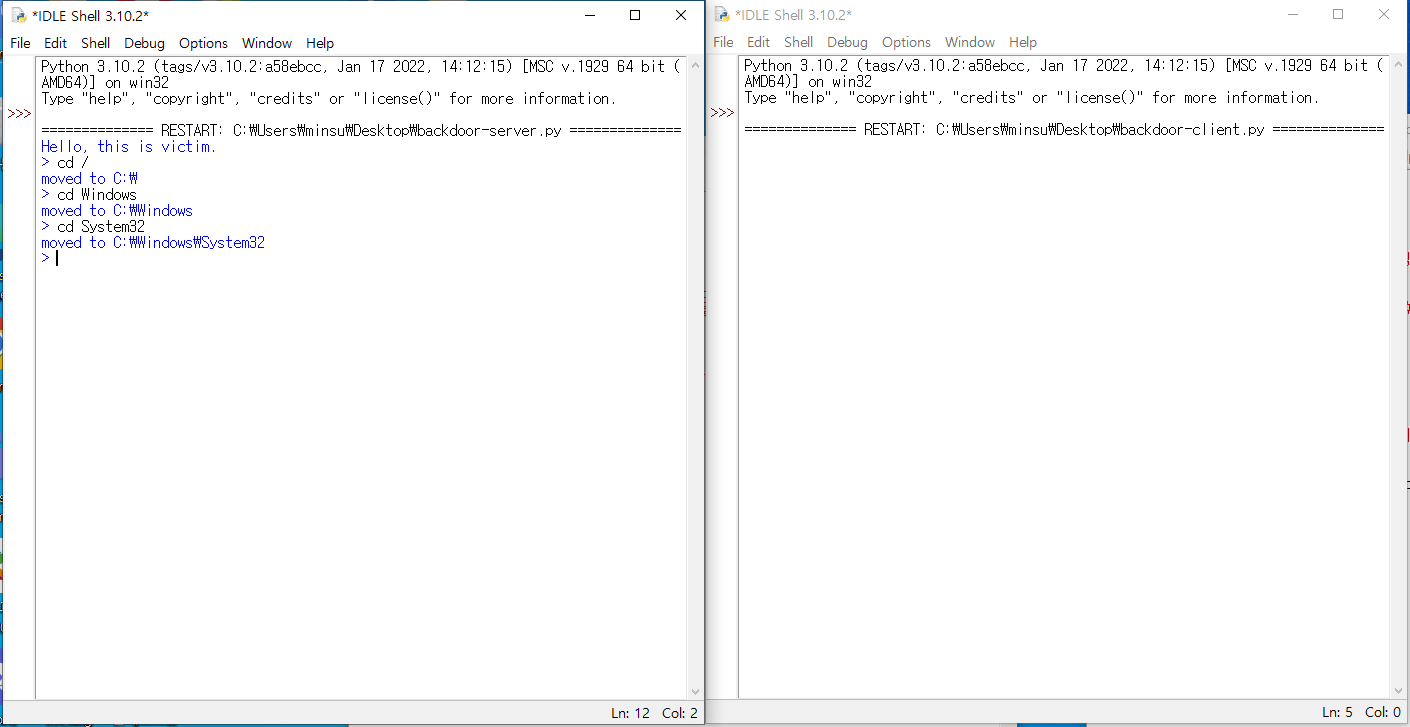 *IDLE Shell 3.10.2*
File Edit Shell Debug Options Window Help
Python 3.10.2 (tags/v3.10.2:a58ebcc, Jan 17 2022, 14:12:15) [MSC v.1929 64 bit (
AMD64)] on win32
Type "help", "copyright", "credits" or "license()" for more information.
>>>
============== RESTART: C:₩Users₩minsu₩Desktop₩backdoor-server.py ==============
Hello, this is victim.
> cd /
moved to C:₩
> cd Windows
moved to C:₩Windows
> cd System32
moved to C:₩Windows₩System32
>
Ln: 12 Col: 2
*IDLE Shell 3.10.2*
File Edit Shell Debug Options Window Help
Python 3.10.2 (tags/v3.10.2:a58ebcc, Jan 17 2022, 14:12:15) [MSC v.1929 64 bit (
AMD64)] on win32
Type "help", "copyright", "credits" or "license()" for more information.
>>>
============== RESTART: C:₩Users₩minsu₩Desktop₩backdoor-client.py ==============
Ln: 5 Col: 0